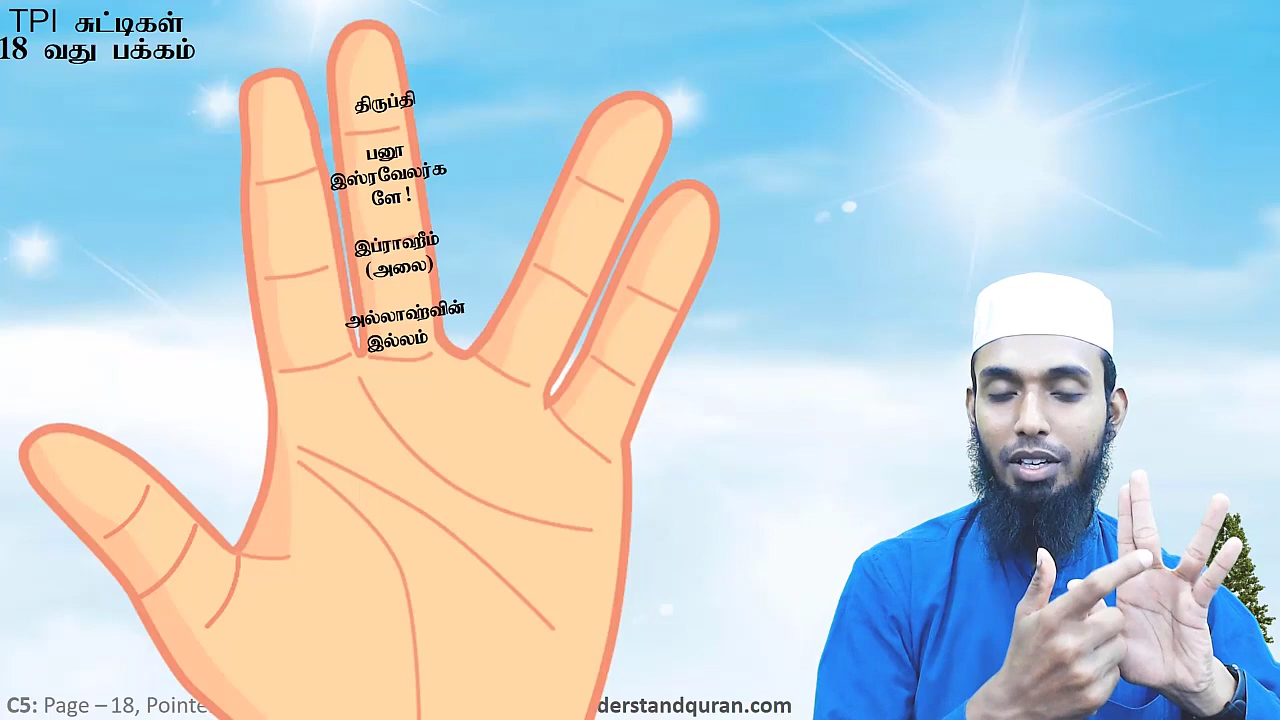 TPI சுட்டிகள்
18 வது பக்கம்
திருப்தி
பனூ
இஸ்ரவேலர்க
ளே !
இப்ராஹீம்
(அலை)
அல்லாஹ்வின்
இல்லம்
C5: Page – 18, Pointe
derstandquran.com